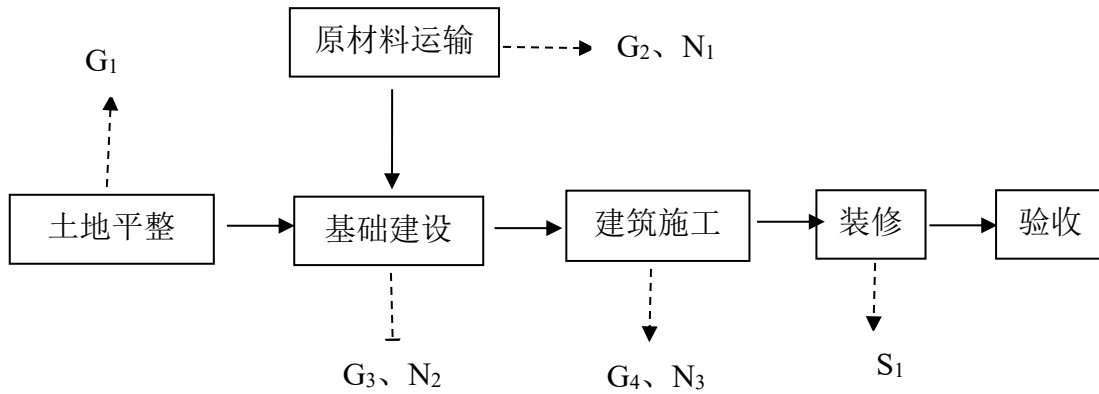 原材料运输
G₂、N₁
G₁
土地平整
基础建设
建筑施工
装修
验收
G₃、N₂
G₄、N₃
S₁